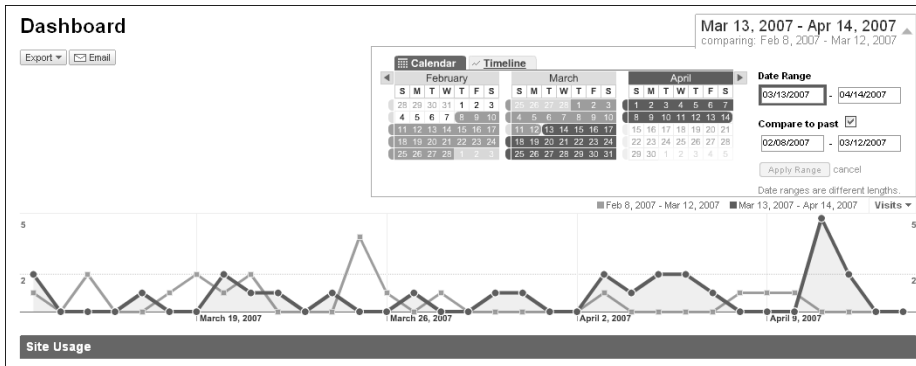 Dashboard
Mar 13, 2007 - Apr 14, 2007
comparing: Feb 8, 2007 - Mar 12, 2007
Export
Email
Calendar
Timeline
February
March
April
S M T W T F S
S M T W T F S
S M T W T F S
28 29 30 31 1 2 3
25 26 27 28 1 2 3
1 2 3 4 5 6 7
4 5 6 7 8 9 10
4 5 6 7 8 9 10
8 9 10 11 12 13 14
11 12 13 14 15 16 17
11 12 13 14 15 16 17
15 16 17 18 19 20 21
18 19 20 21 22 23 24
18 19 20 21 22 23 24
22 23 24 25 26 27 28
25 26 27 28 1 2 3
25 26 27 28 29 30 31
29 30 1 2 3 4 5
Date Range
03/13/2007 - 04/14/2007
Compare to past
02/08/2007 - 03/12/2007
Apply Range cancel
Date ranges are different lengths.
Feb 8, 2007 - Mar 12, 2007
Mar 13, 2007 - Apr 14, 2007
Visits
5
5
2
2
March 19, 2007
March 26, 2007
April 2, 2007
April 9, 2007
Site Usage